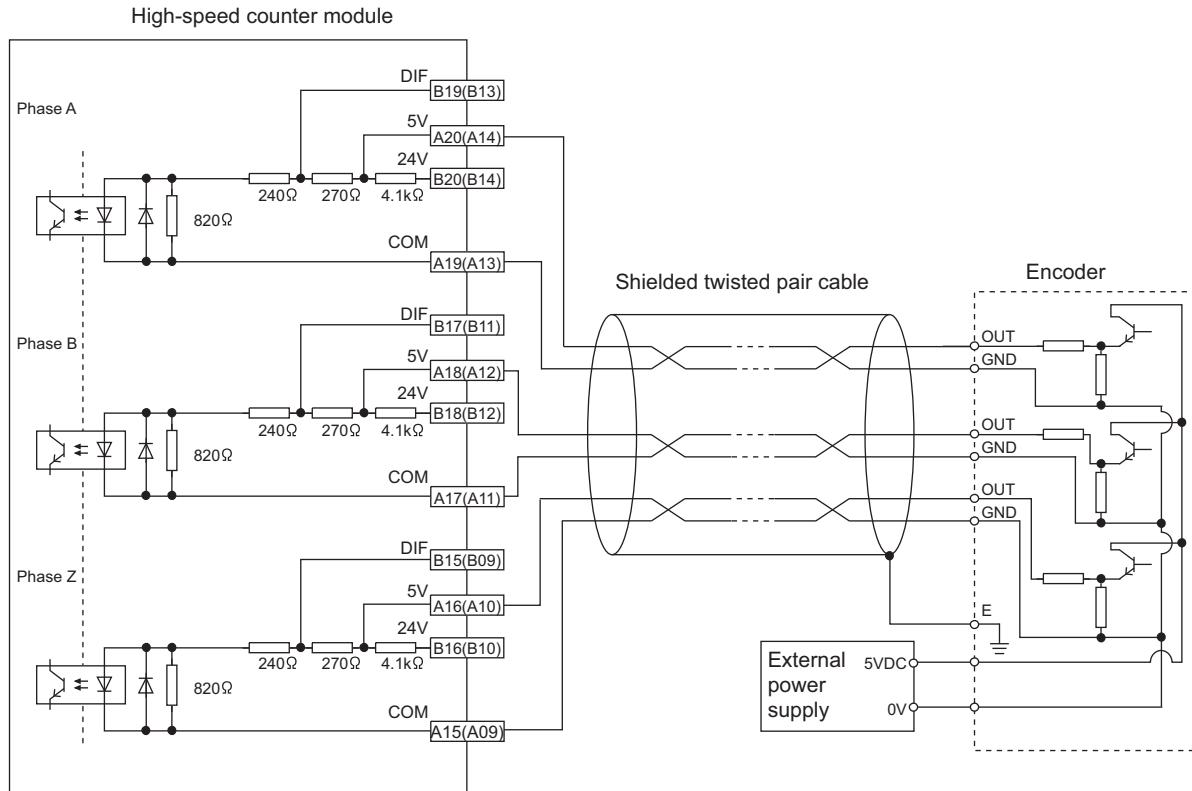 High-speed counter module
DIF
B19(B13)
Phase A
5V
A20(A14)
24V
B20(B14)
240Ω
270Ω
4.1kΩ
820Ω
COM
A19(A13)
DIF
B17(B11)
Phase B
5V
A18(A12)
24V
B18(B12)
240Ω
270Ω
4.1kΩ
820Ω
COM
A17(A11)
DIF
B15(B09)
Phase Z
5V
A16(A10)
24V
B16(B10)
240Ω
270Ω
4.1kΩ
820Ω
COM
A15(A09)
Shielded twisted pair cable
Encoder
OUT
GND
OUT
GND
OUT
GND
E
External
power
supply
5VDC
0V